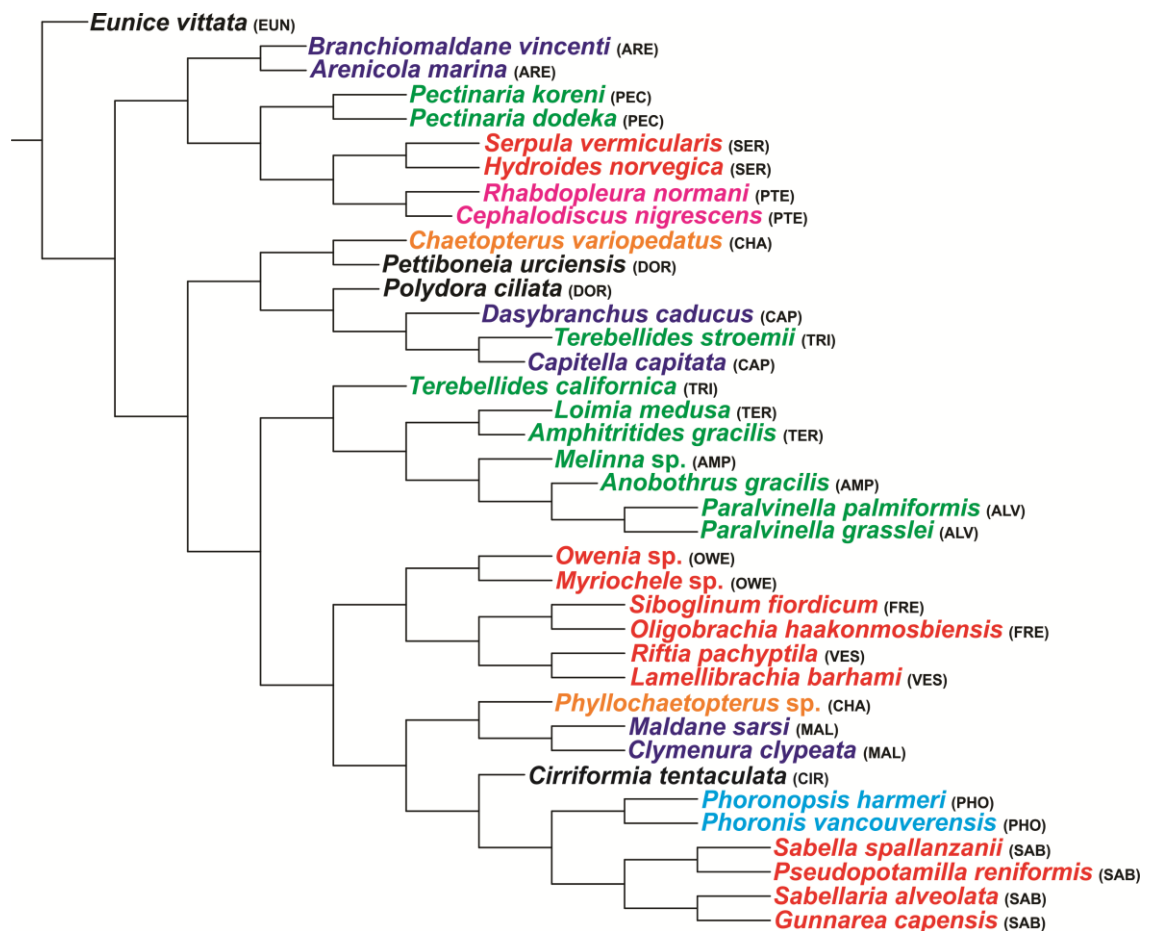 Eunice vittata (EUN)
Branchiomaldane vincenti (ARE)
Arenicola marina (ARE)
Pectinaria koreni (PEC)
Pectinaria dodeka (PEC)
Serpula vermicularis (SER)
Hydroides norvegica (SER)
Rhabdopleura normani (PTE)
Cephalodiscus nigrescens (PTE)
Chaetopterus variopedatus (CHA)
Pettiboneia urciensis (DOR)
Polydora ciliata (DOR)
Dasybranchus caducus (CAP)
Terebellides stroemii (TRI)
Capitella capitata (CAP)
Terebellides californica (TRI)
Loimia medusa (TER)
Amphitritides gracilis (TER)
Melinna sp. (AMP)
Anobothrus gracilis (AMP)
Paralvinella palmiformis (ALV)
Paralvinella grasslei (ALV)
Owenia sp. (OWE)
Myriochele sp. (OWE)
Siboglinum fiordicum (FRE)
Oligobrachia haakonmosbiensis (FRE)
Riftia pachyptila (VES)
Lamellibrachia barhami (VES)
Phyllochaetopterus sp. (CHA)
Maldane sarsi (MAL)
Clymenura clypeata (MAL)
Cirriformia tentaculata (CIR)
Phoronopsis harmeri (PHO)
Phoronis vancouverensis (PHO)
Sabella spallanzanii (SAB)
Pseudopotamilla reniformis (SAB)
Sabellaria alveolata (SAB)
Gunnarea capensis (SAB)